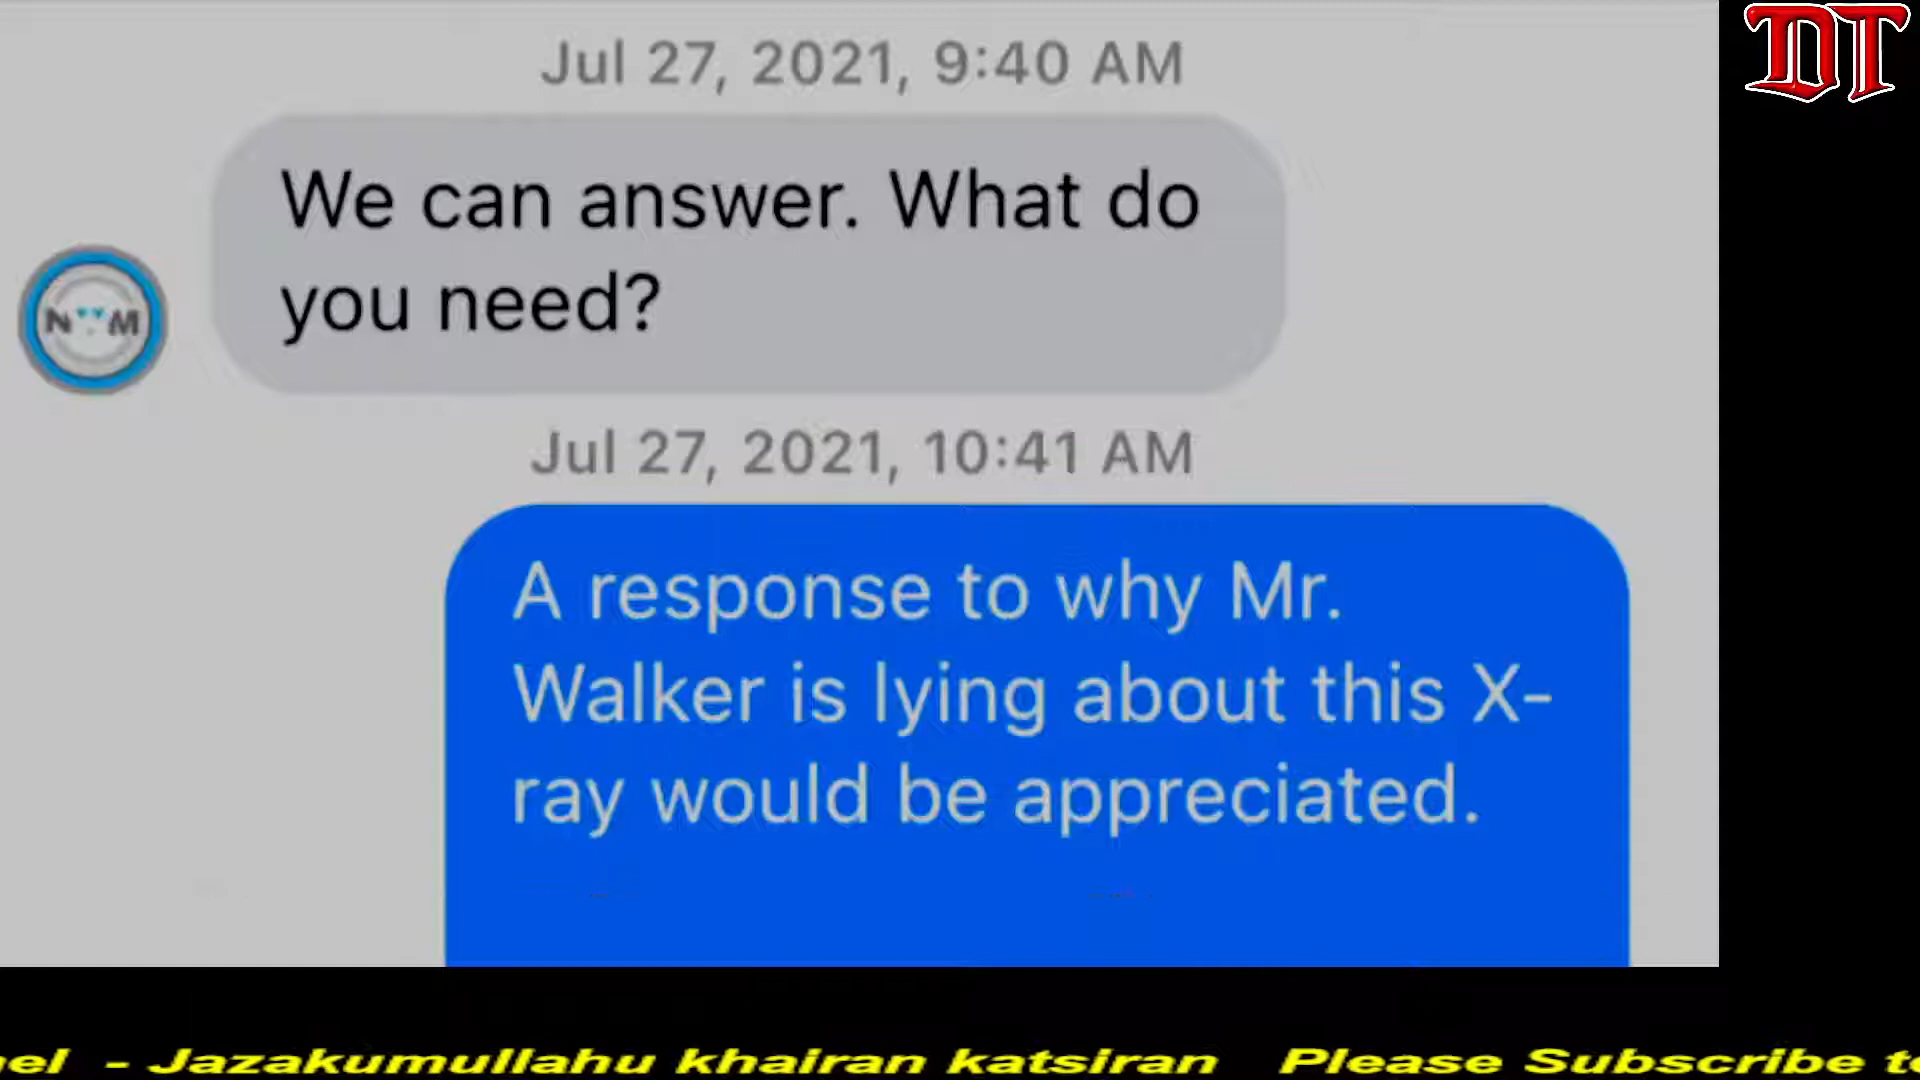 DT
Jul 27, 2021, 9:40 AM
We can answer. What do
you need?
N M
Jul 27, 2021, 10:41 AM
A response to why Mr.
Walker is lying about this X-
ray would be appreciated.
nel - Jazakumullahu khairan katsiran Please Subscribe to